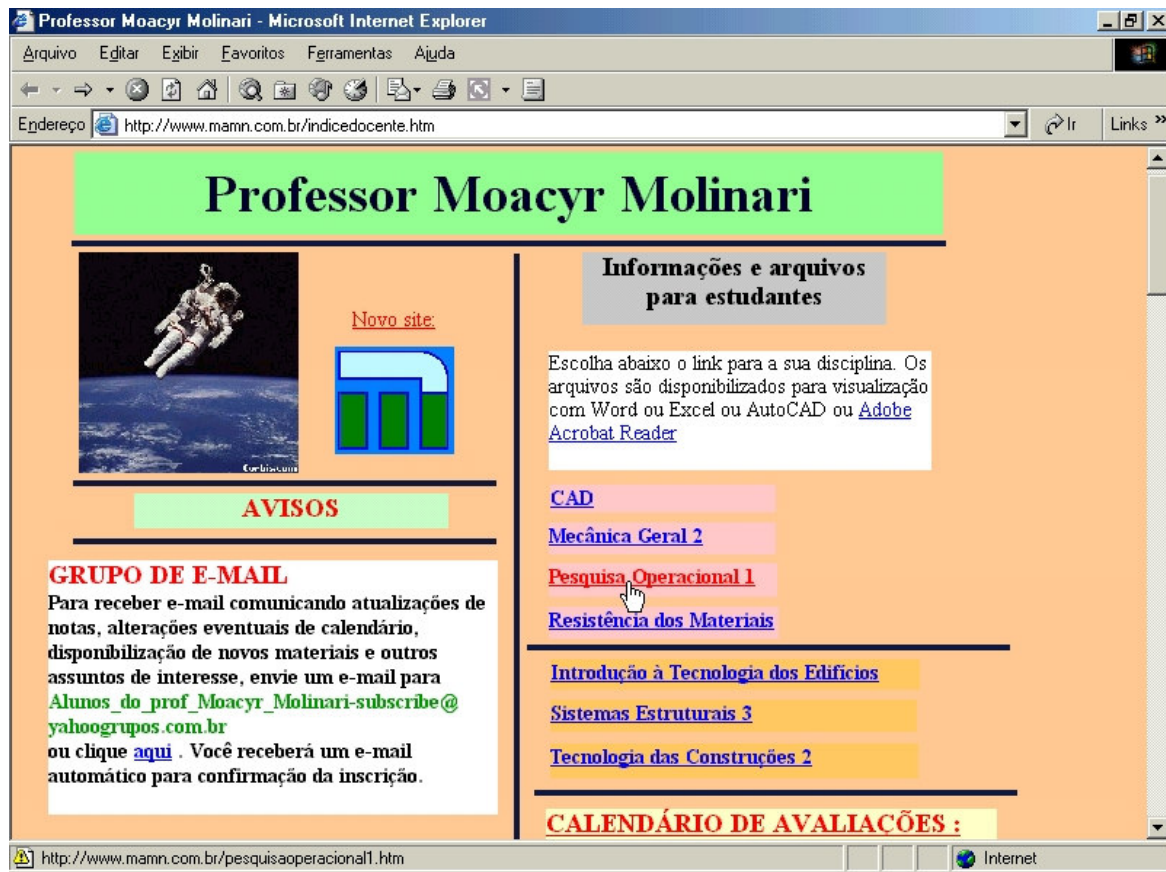 Professor Moacyr Molinari - Microsoft Internet Explorer
Arquivo Editar Exibir Favoritos Ferramentas Ajuda
Endereço http://www.mamn.com.br/indicedocente.htm Ir Links »
Professor Moacyr Molinari
Novo site:
Corbis.com
AVISOS
GRUPO DE E-MAIL
Para receber e-mail comunicando atualizações de
notas, alterações eventuais de calendário,
disponibilização de novos materiais e outros
assuntos de interesse, envie um e-mail para
Alunos_do_prof_Moacyr_Molinari-subscribe@
yahoogrupos.com.br
ou clique aqui . Você receberá um e-mail
automático para confirmação da inscrição.
Informações e arquivos
para estudantes
Escolha abaixo o link para a sua disciplina. Os
arquivos são disponibilizados para visualização
com Word ou Excel ou AutoCAD ou Adobe
Acrobat Reader
CAD
Mecânica Geral 2
Pesquisa Operacional 1
Resistência dos Materiais
Introdução à Tecnologia dos Edifícios
Sistemas Estruturais 3
Tecnologia das Construções 2
CALENDÁRIO DE AVALIAÇÕES :
http://www.mamn.com.br/pesquisaoperacional1.htm Internet